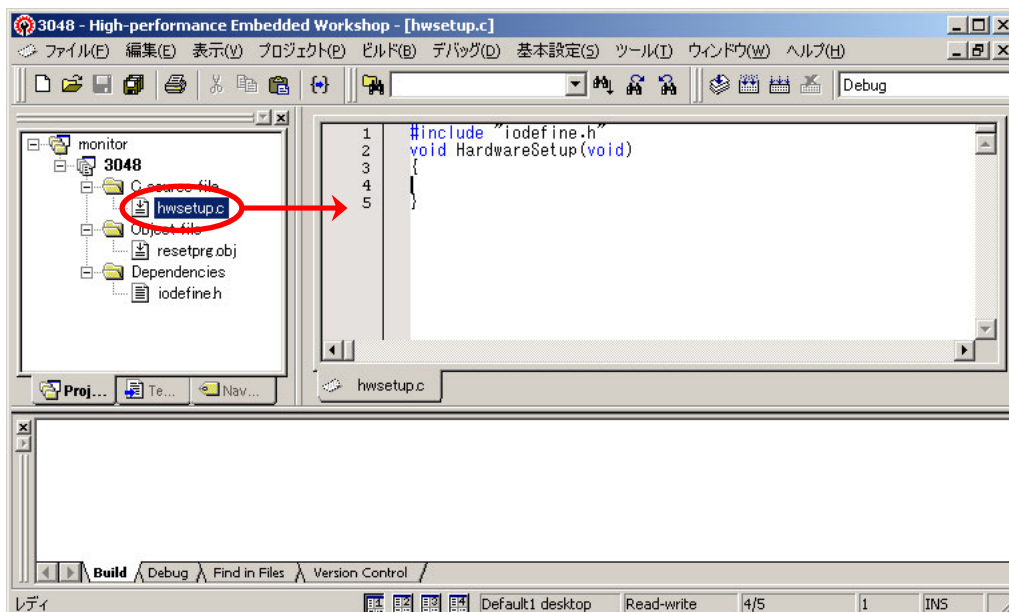 3048 - High-performance Embedded Workshop - [hwsetup.c]
ファイル(F) 編集(E) 表示(V) プロジェクト(P) ビルド(B) デバッグ(D) 基本設定(S) ツール(T) ウィンドウ(W) ヘルプ(H)
Debug
monitor
3048
C source file
hwsetup.c
Object file
resetprg.obj
Dependencies
iodefine.h
Proj... Te... Nav...
1 #include "iodefine.h"
2 void HardwareSetup(void)
3 {
4
5 }
hwsetup.c
Build Debug Find in Files Version Control
レディ Default1 desktop Read-write 4/5 1 INS